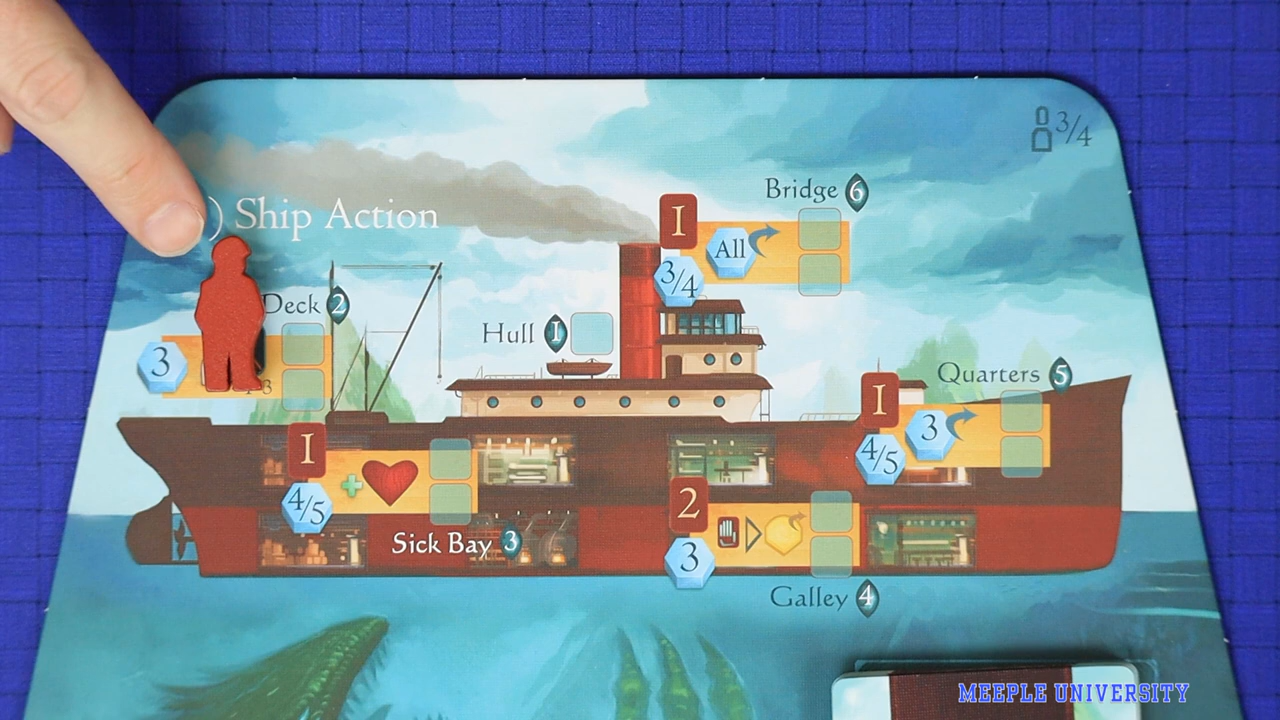 3/4
Bridge 6
I
) Ship Action
All
3/4
Deck 2
Hull I
3
3
Quarters 5
I
3
4/5
I
4/5
2
Sick Bay 3
3
Galley 4
MEEPLE UNIVERSITY